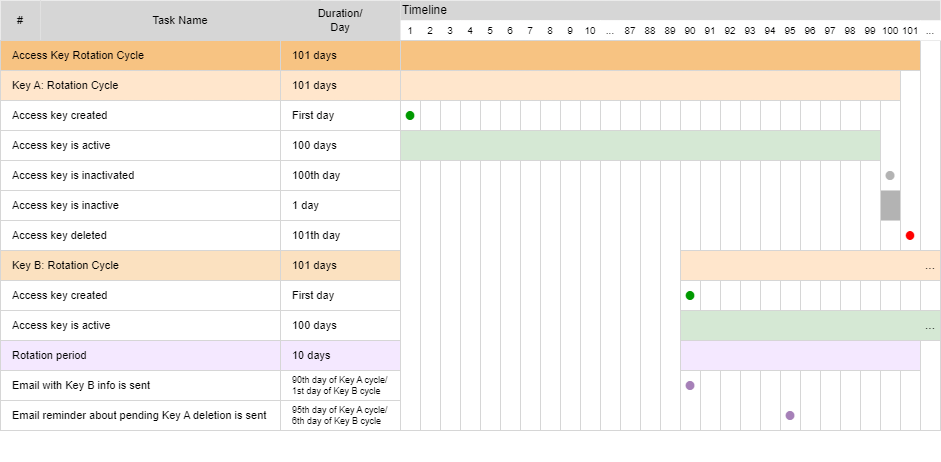 # Task Name Duration/ Timeline
Day
1 2 3 4 5 6 7 8 9 10 ... 87 88 89 90 91 92 93 94 95 96 97 98 99 100 101 ...
Access Key Rotation Cycle 101 days
Key A: Rotation Cycle 101 days
Access key created First day
Access key is active 100 days
Access key is inactivated 100th day
Access key is inactive 1 day
Access key deleted 101th day
Key B: Rotation Cycle 101 days ...
Access key created First day
Access key is active 100 days ...
Rotation period 10 days
Email with Key B info is sent 90th day of Key A cycle/
1st day of Key B cycle
Email reminder about pending Key A deletion is sent 95th day of Key A cycle/
6th day of Key B cycle